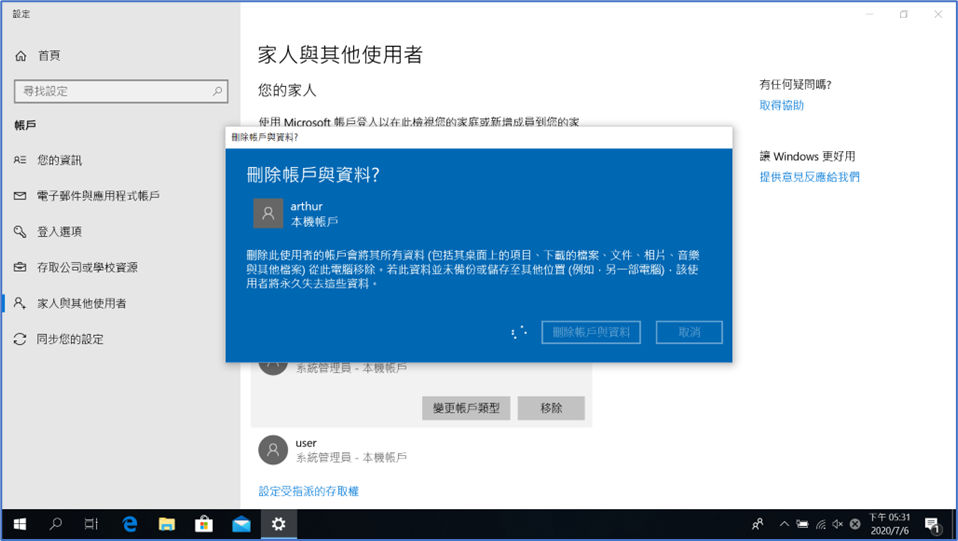 設定
首頁
尋找設定
帳戶
您的資訊
電子郵件與應用程式帳戶
登入選項
存取公司或學校資源
家人與其他使用者
同步您的設定
家人與其他使用者
您的家人
使用 Microsoft 帳戶登入以在此檢視您的家庭或新增成員到您的家
刪除帳戶與資料?
刪除帳戶與資料?
arthur
本機帳戶
刪除此使用者的帳戶會將其所有資料 (包括其桌面上的項目、下載的檔案、文件、相片、音樂
與其他檔案) 從此電腦移除。若此資料並未備份或儲存至其他位置 (例如，另一部電腦)，該使
用者將永久失去這些資料。
刪除帳戶與資料
取消
系統管理員 - 本機帳戶
變更帳戶類型
移除
user
系統管理員 - 本機帳戶
設定受指派的存取權
有任何疑問嗎?
取得協助
讓 Windows 更好用
提供意見反應給我們
下午 05:31
2020/7/6
1